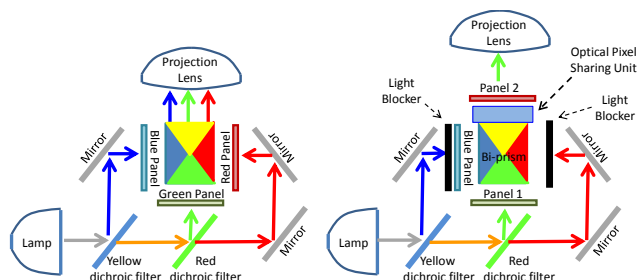 Projection
Lens
Mirror
Blue Panel
Red Panel
Mirror
Green Panel
Lamp
Yellow
dichroic filter
Red
dichroic filter
Mirror
Projection
Lens
Optical Pixel
Sharing Unit
Panel 2
Light
Blocker
Light
Blocker
Mirror
Blue Panel
Bi-prism
Mirror
Panel 1
Lamp
Yellow
dichroic filter
Red
dichroic filter
Mirror